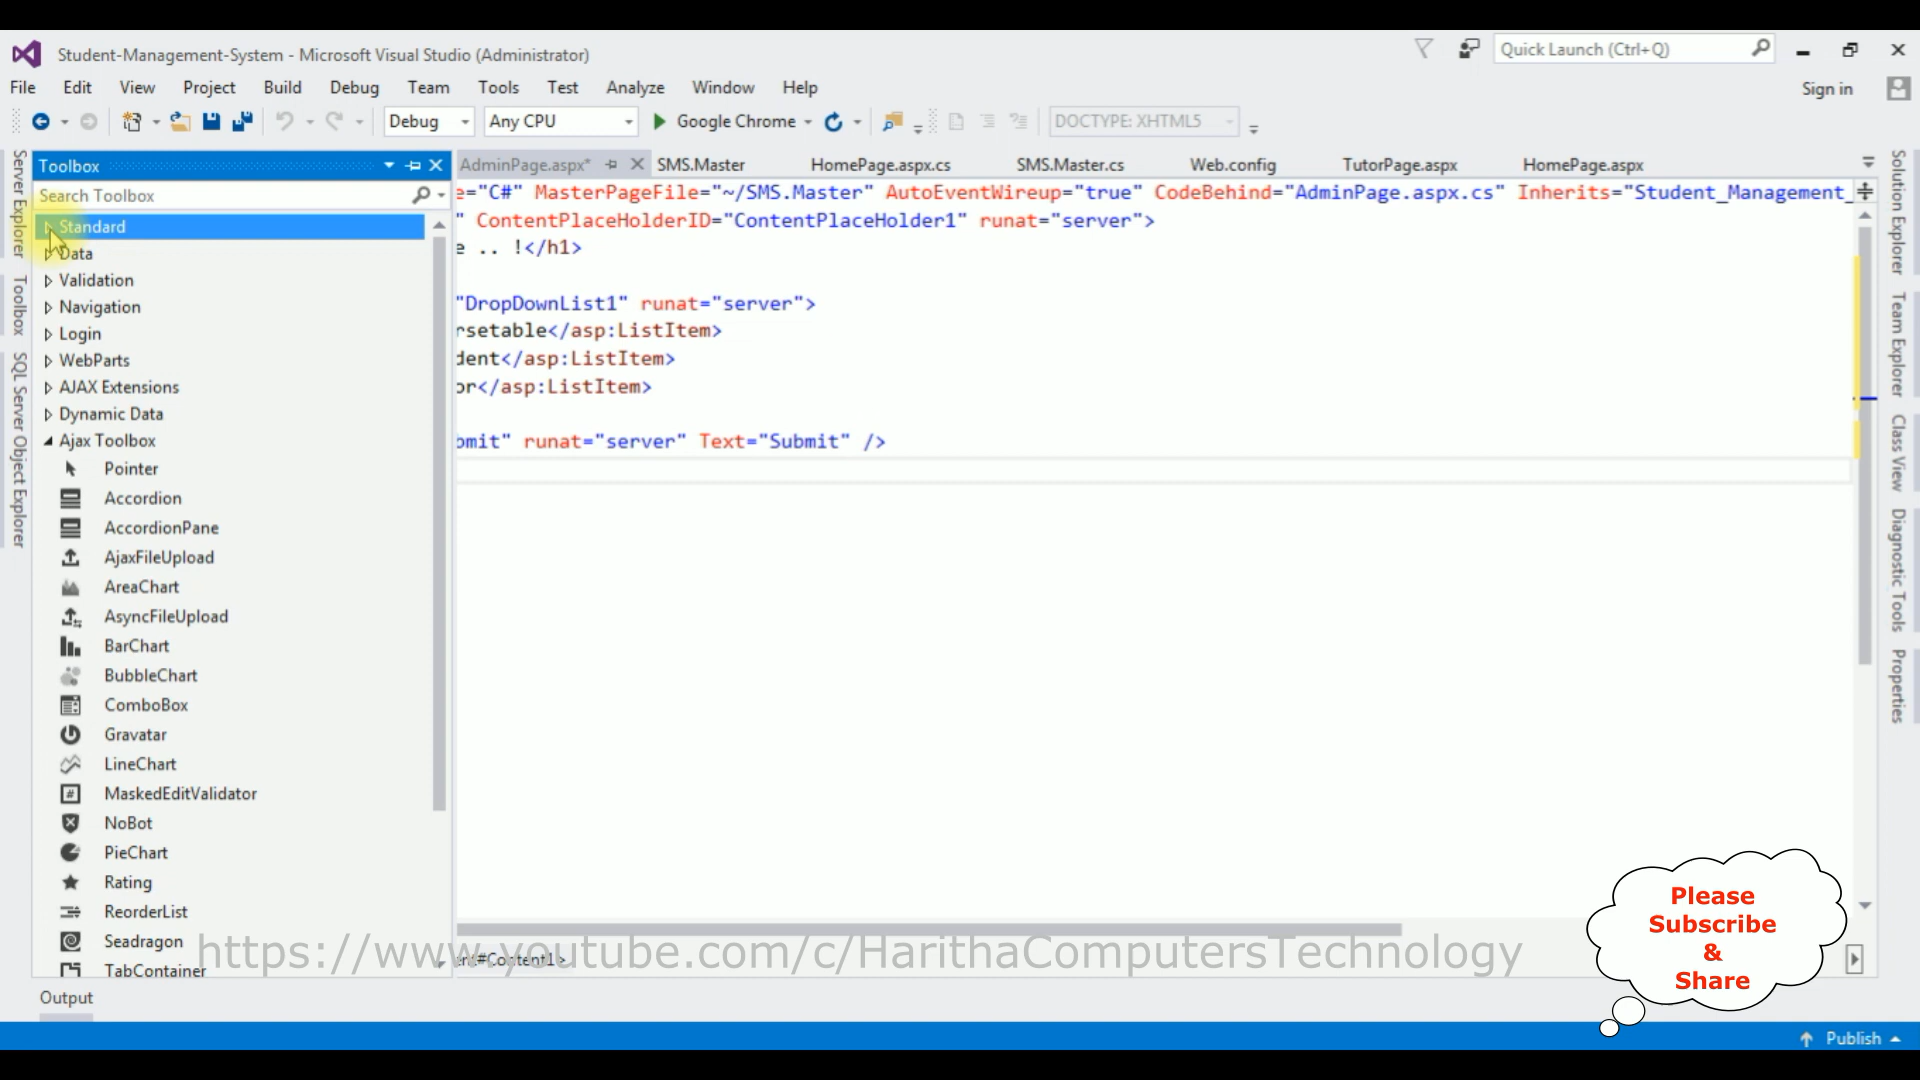 Student-Management-System - Microsoft Visual Studio (Administrator)
Quick Launch (Ctrl+Q)
File Edit View Project Build Debug Team Tools Test Analyze Window Help
Sign in
Debug Any CPU Google Chrome DOCTYPE: XHTML5
Toolbox
AdminPage.aspx* SMS.Master HomePage.aspx.cs SMS.Master.cs Web.config TutorPage.aspx HomePage.aspx
Search Toolbox
Standard
Data
Validation
Navigation
Login
WebParts
AJAX Extensions
Dynamic Data
Ajax Toolbox
Pointer
Accordion
AccordionPane
AjaxFileUpload
AreaChart
AsyncFileUpload
BarChart
BubbleChart
ComboBox
Gravatar
LineChart
MaskedEditValidator
NoBot
PieChart
Rating
ReorderList
Seadragon
TabContainer
e="C#" MasterPageFile="~/SMS.Master" AutoEventWireup="true" CodeBehind="AdminPage.aspx.cs" Inherits="Student_Management_
" ContentPlaceHolderID="ContentPlaceHolder1" runat="server">
e .. !</h1>
"DropDownList1" runat="server">
rsetable</asp:ListItem>
dent</asp:ListItem>
or</asp:ListItem>
bmit" runat="server" Text="Submit" />
Server Explorer
Toolbox
SQL Server Object Explorer
Solution Explorer
Team Explorer
Class View
Diagnostic Tools
Properties
https://www.youtube.com/c/HarithaComputersTechnology
Please
Subscribe
&
Share
Output
Publish